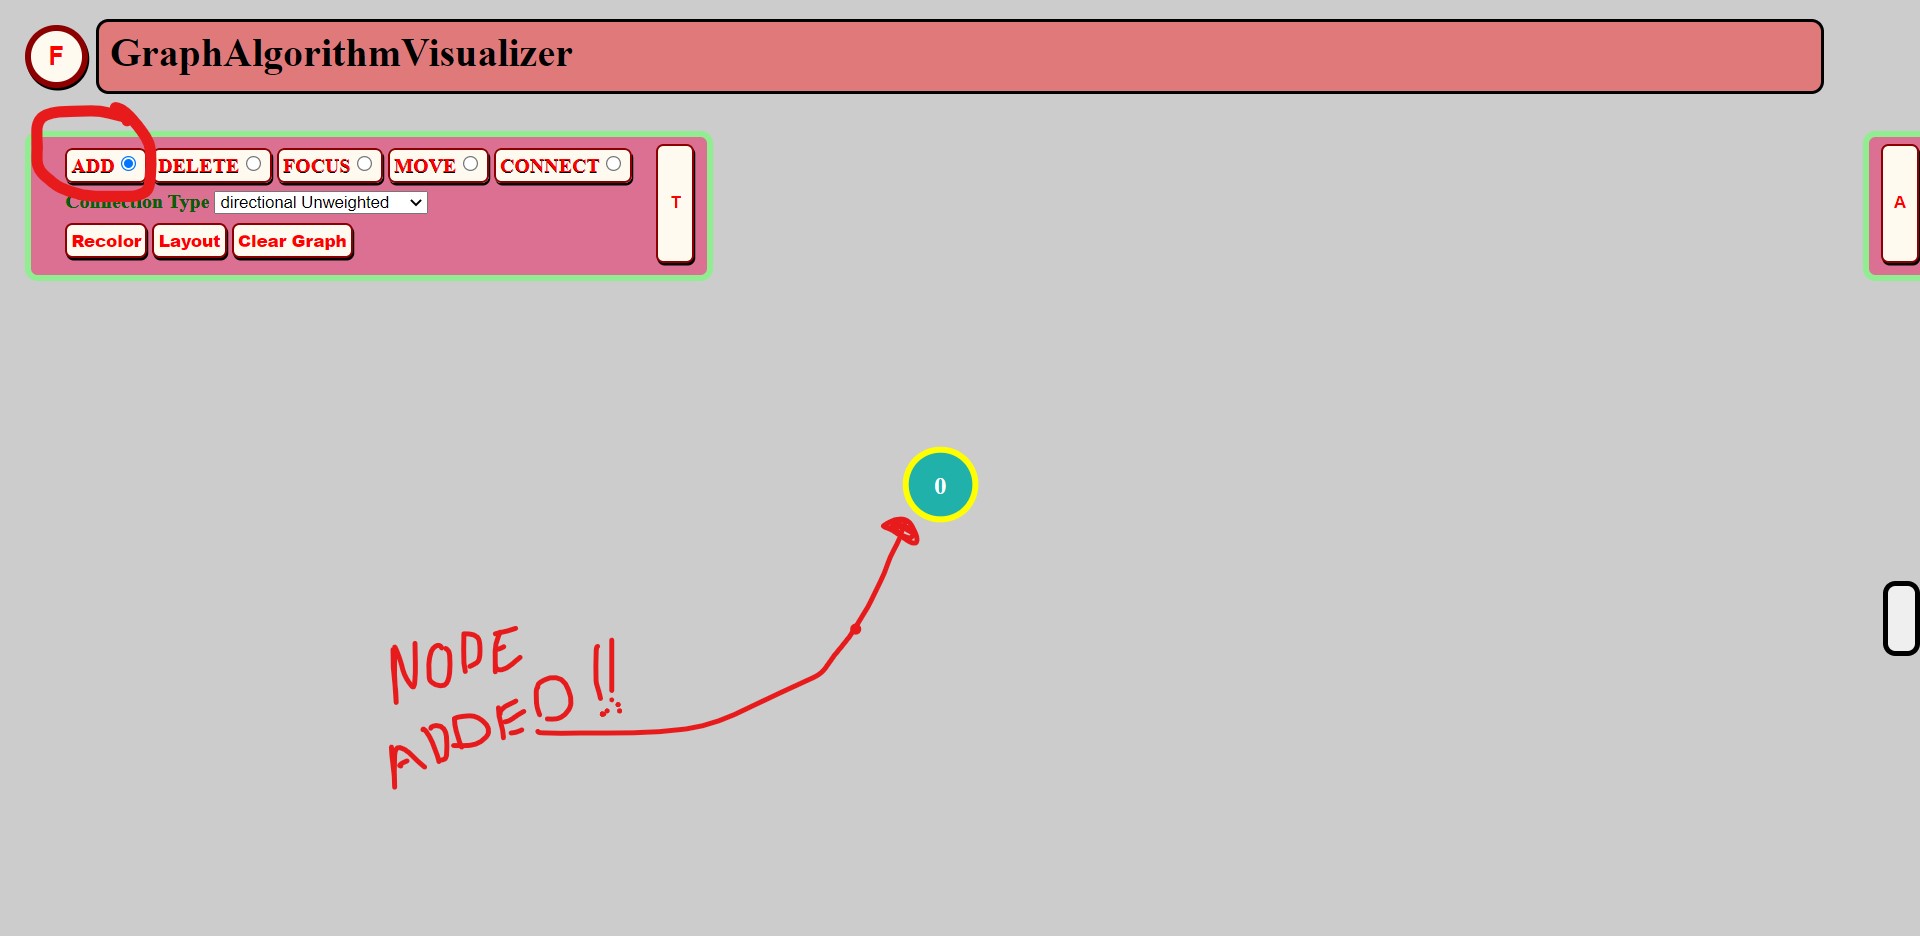 F
GraphAlgorithmVisualizer
ADD DELETE FOCUS MOVE CONNECT
T
A
Connection Type directional Unweighted
Recolor Layout Clear Graph
0
NODE
ADDED !!